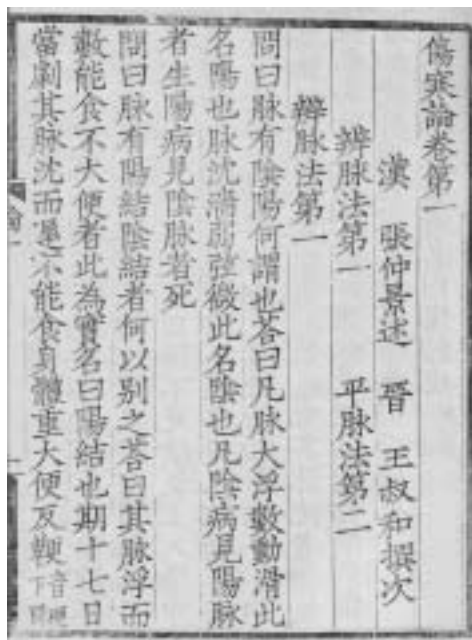 傷寒論卷第一
漢 張仲景述 晉 王叔和撰次
辨脉法第一 平脉法第二
辨脉法第一
問曰脉有陰陽何謂也荅曰凡脉大浮數動滑此
名陽也脉沈濇弱弦微此名陰也凡陰病見陽脉
者生陽病見陰脉者死
問曰脉有陽結陰結者何以别之荅曰其脉浮而
數能食不大便者此為實名曰陽結也期十七日
當劇其脉沈而遲不能食身體重大便反鞕音